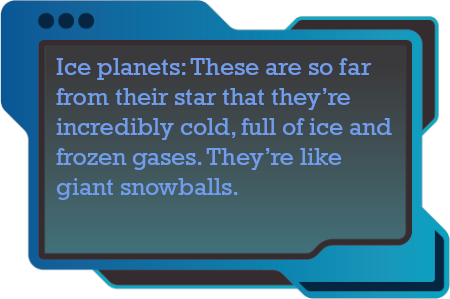 Ice planets: These are so far
from their star that they’re
incredibly cold, full of ice and
frozen gases. They’re like
giant snowballs.